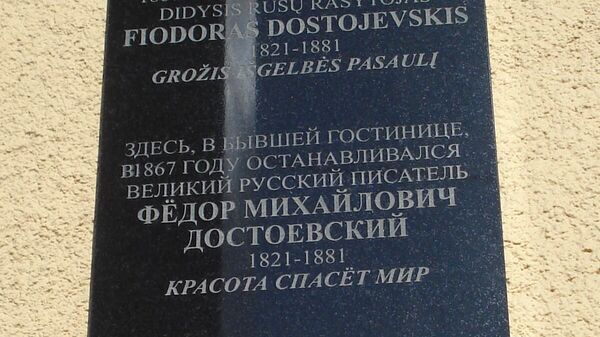 DIDYSIS RUSŲ RAŠYTOJAS
FIODORAS DOSTOJEVSKIS
1821-1881
GROŽIS IŠGELBĖS PASAULĮ
ЗДЕСЬ, В БЫВШЕЙ ГОСТИНИЦЕ,
В1867 ГОДУ ОСТАНАВЛИВАЛСЯ
ВЕЛИКИЙ РУССКИЙ ПИСАТЕЛЬ
ФЁДОР МИХАЙЛОВИЧ
ДОСТОЕВСКИЙ
1821-1881
КРАСОТА СПАСЁТ МИР